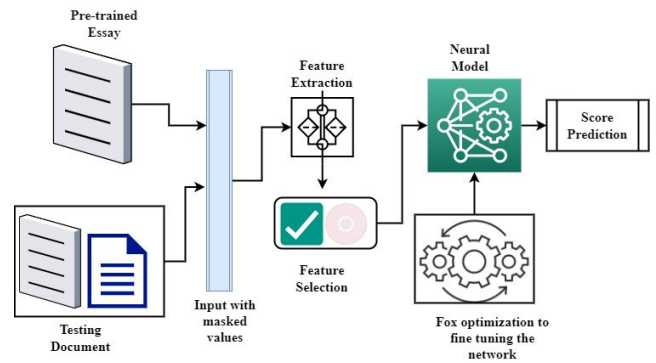 Pre-trained
Essay
Feature
Extraction
Neural
Model
Score
Prediction
Testing
Document
Input with
masked
values
Feature
Selection
Fox optimization to
fine tuning the
network